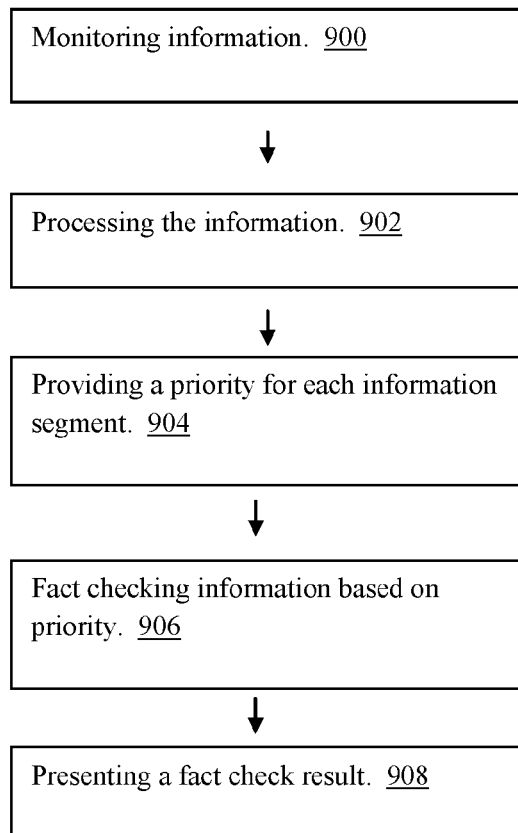 Monitoring information. 900
Processing the information. 902
Providing a priority for each information
segment. 904
Fact checking information based on
priority. 906
Presenting a fact check result. 908